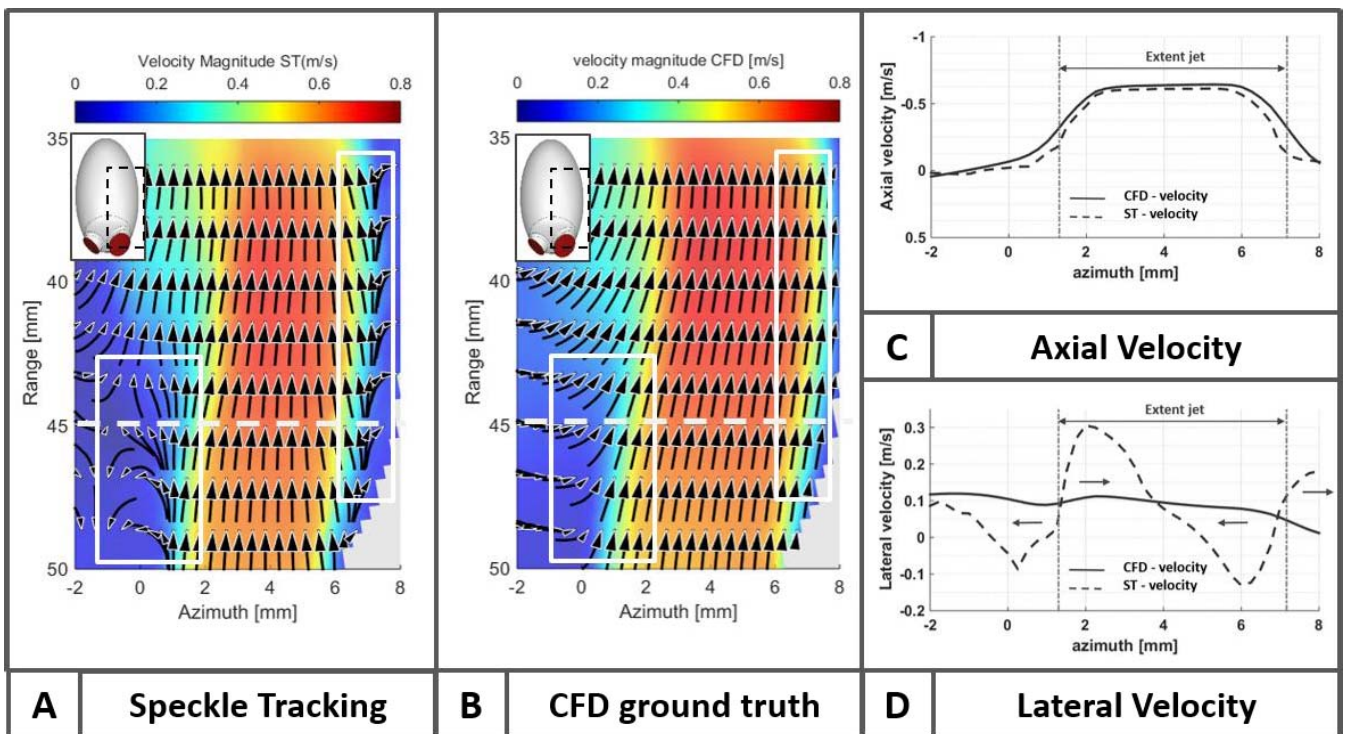 Velocity Magnitude ST(m/s)
0 0.2 0.4 0.6 0.8
35
40
45
50
Range [mm]
-2 0 2 4 6 8
Azimuth [mm]
A Speckle Tracking
velocity magnitude CFD [m/s]
0 0.2 0.4 0.6 0.8
35
40
45
50
Range [mm]
-2 0 2 4 6 8
Azimuth [mm]
B CFD ground truth
-1
-0.5
0
0.5
Axial velocity [m/s]
Extent jet
CFD - velocity
ST - velocity
-2 0 2 4 6 8
azimuth [mm]
C Axial Velocity
0.3
0.2
0.1
0
-0.1
-0.2
Lateral velocity [m/s]
Extent jet
CFD - velocity
ST - velocity
-2 0 2 4 6 8
azimuth [mm]
D Lateral Velocity